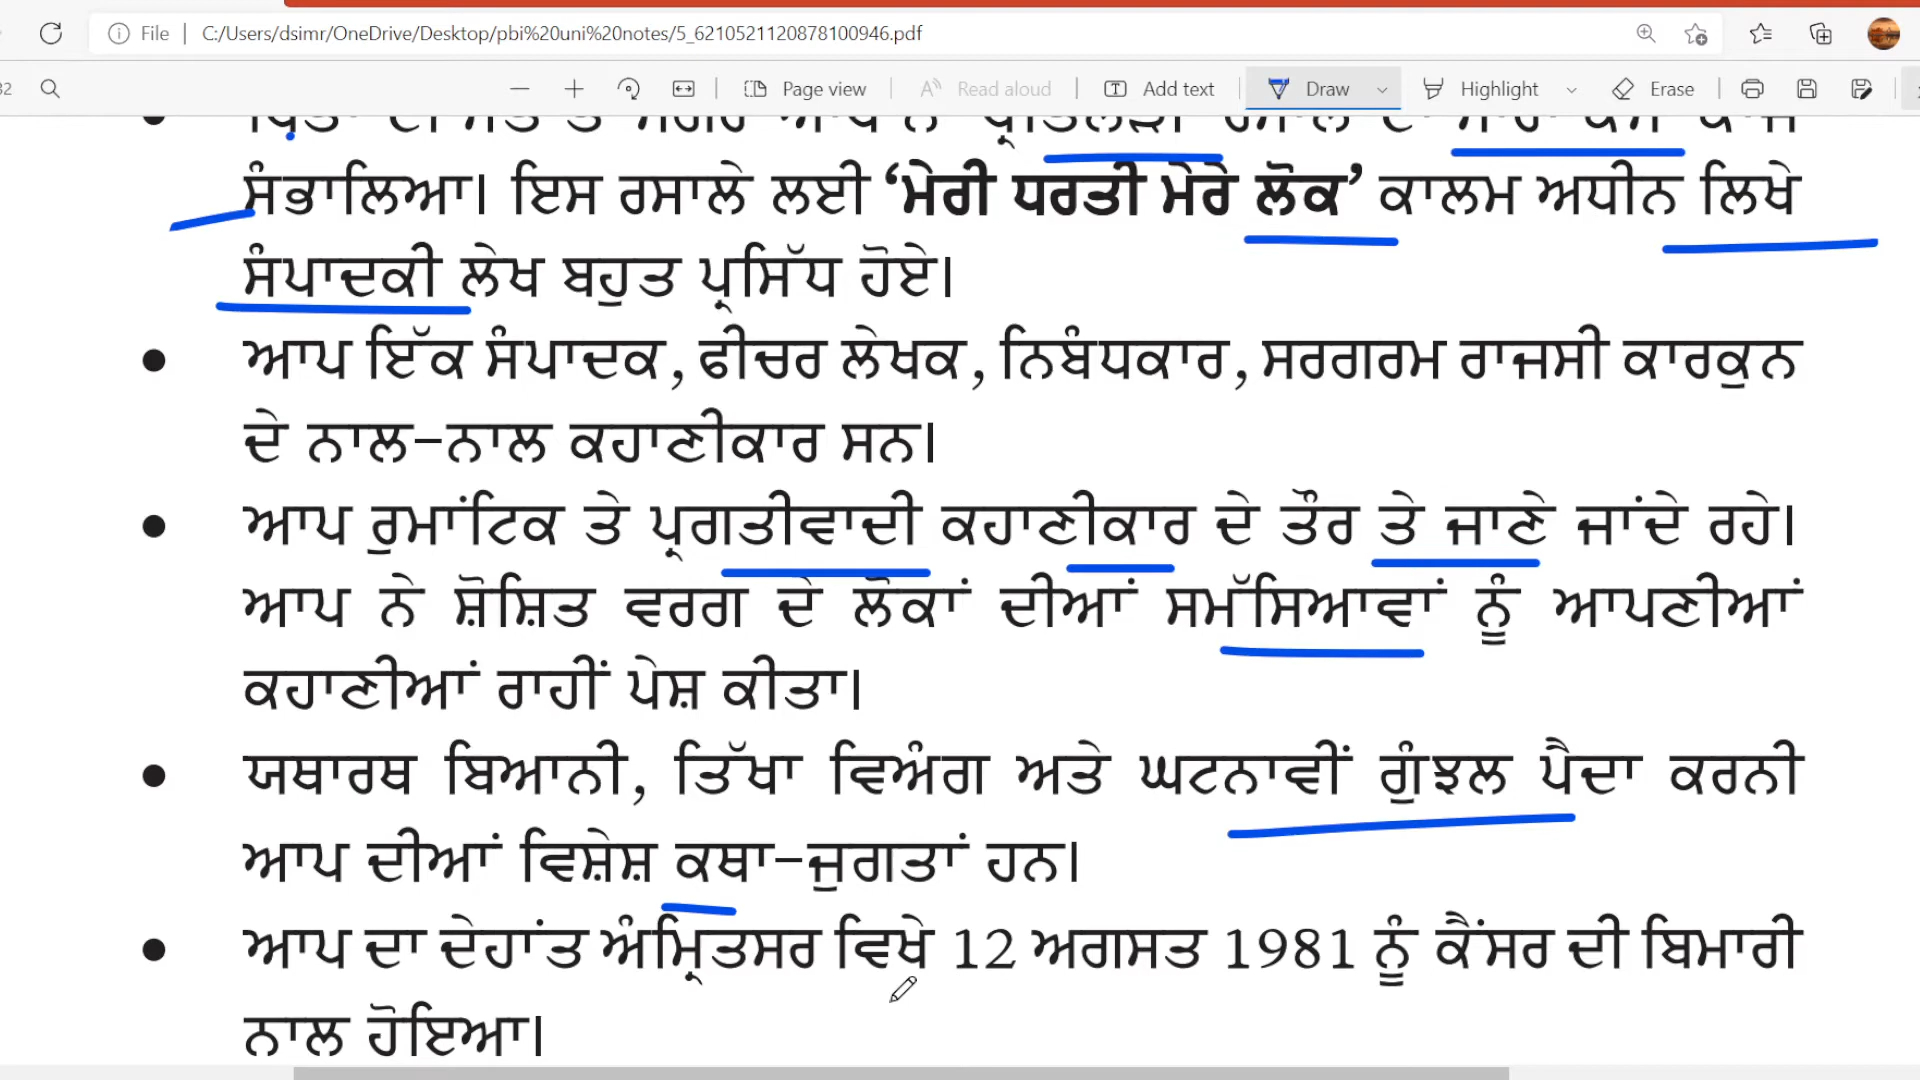 File C:/Users/dsimr/OneDrive/Desktop/pbi%20uni%20notes/5_6210521120878100946.pdf
Page view Read aloud Add text Draw Highlight Erase
ਸੰਭਾਲਿਆ। ਇਸ ਰਸਾਲੇ ਲਈ ‘ਮੇਰੀ ਧਰਤੀ ਮੇਰੇ ਲੋਕ’ ਕਾਲਮ ਅਧੀਨ ਲਿਖੇ
ਸੰਪਾਦਕੀ ਲੇਖ ਬਹੁਤ ਪ੍ਰਸਿੱਧ ਹੋਏ।
• ਆਪ ਇੱਕ ਸੰਪਾਦਕ, ਫੀਚਰ ਲੇਖਕ, ਨਿਬੰਧਕਾਰ, ਸਰਗਰਮ ਰਾਜਸੀ ਕਾਰਕੁਨ
ਦੇ ਨਾਲ-ਨਾਲ ਕਹਾਣੀਕਾਰ ਸਨ।
• ਆਪ ਰੁਮਾਂਟਿਕ ਤੇ ਪ੍ਰਗਤੀਵਾਦੀ ਕਹਾਣੀਕਾਰ ਦੇ ਤੌਰ ਤੇ ਜਾਣੇ ਜਾਂਦੇ ਰਹੇ।
ਆਪ ਨੇ ਸ਼ੋਸ਼ਿਤ ਵਰਗ ਦੇ ਲੋਕਾਂ ਦੀਆਂ ਸਮੱਸਿਆਵਾਂ ਨੂੰ ਆਪਣੀਆਂ
ਕਹਾਣੀਆਂ ਰਾਹੀਂ ਪੇਸ਼ ਕੀਤਾ।
• ਯਥਾਰਥ ਬਿਆਨੀ, ਤਿੱਖਾ ਵਿਅੰਗ ਅਤੇ ਘਟਨਾਵੀਂ ਗੁੰਝਲ ਪੈਦਾ ਕਰਨੀ
ਆਪ ਦੀਆਂ ਵਿਸ਼ੇਸ਼ ਕਥਾ-ਜੁਗਤਾਂ ਹਨ।
• ਆਪ ਦਾ ਦੇਹਾਂਤ ਅੰਮ੍ਰਿਤਸਰ ਵਿਖੇ 12 ਅਗਸਤ 1981 ਨੂੰ ਕੈਂਸਰ ਦੀ ਬਿਮਾਰੀ
ਨਾਲ ਹੋਇਆ।